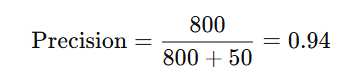 Precision = 800 / (800 + 50) = 0.94